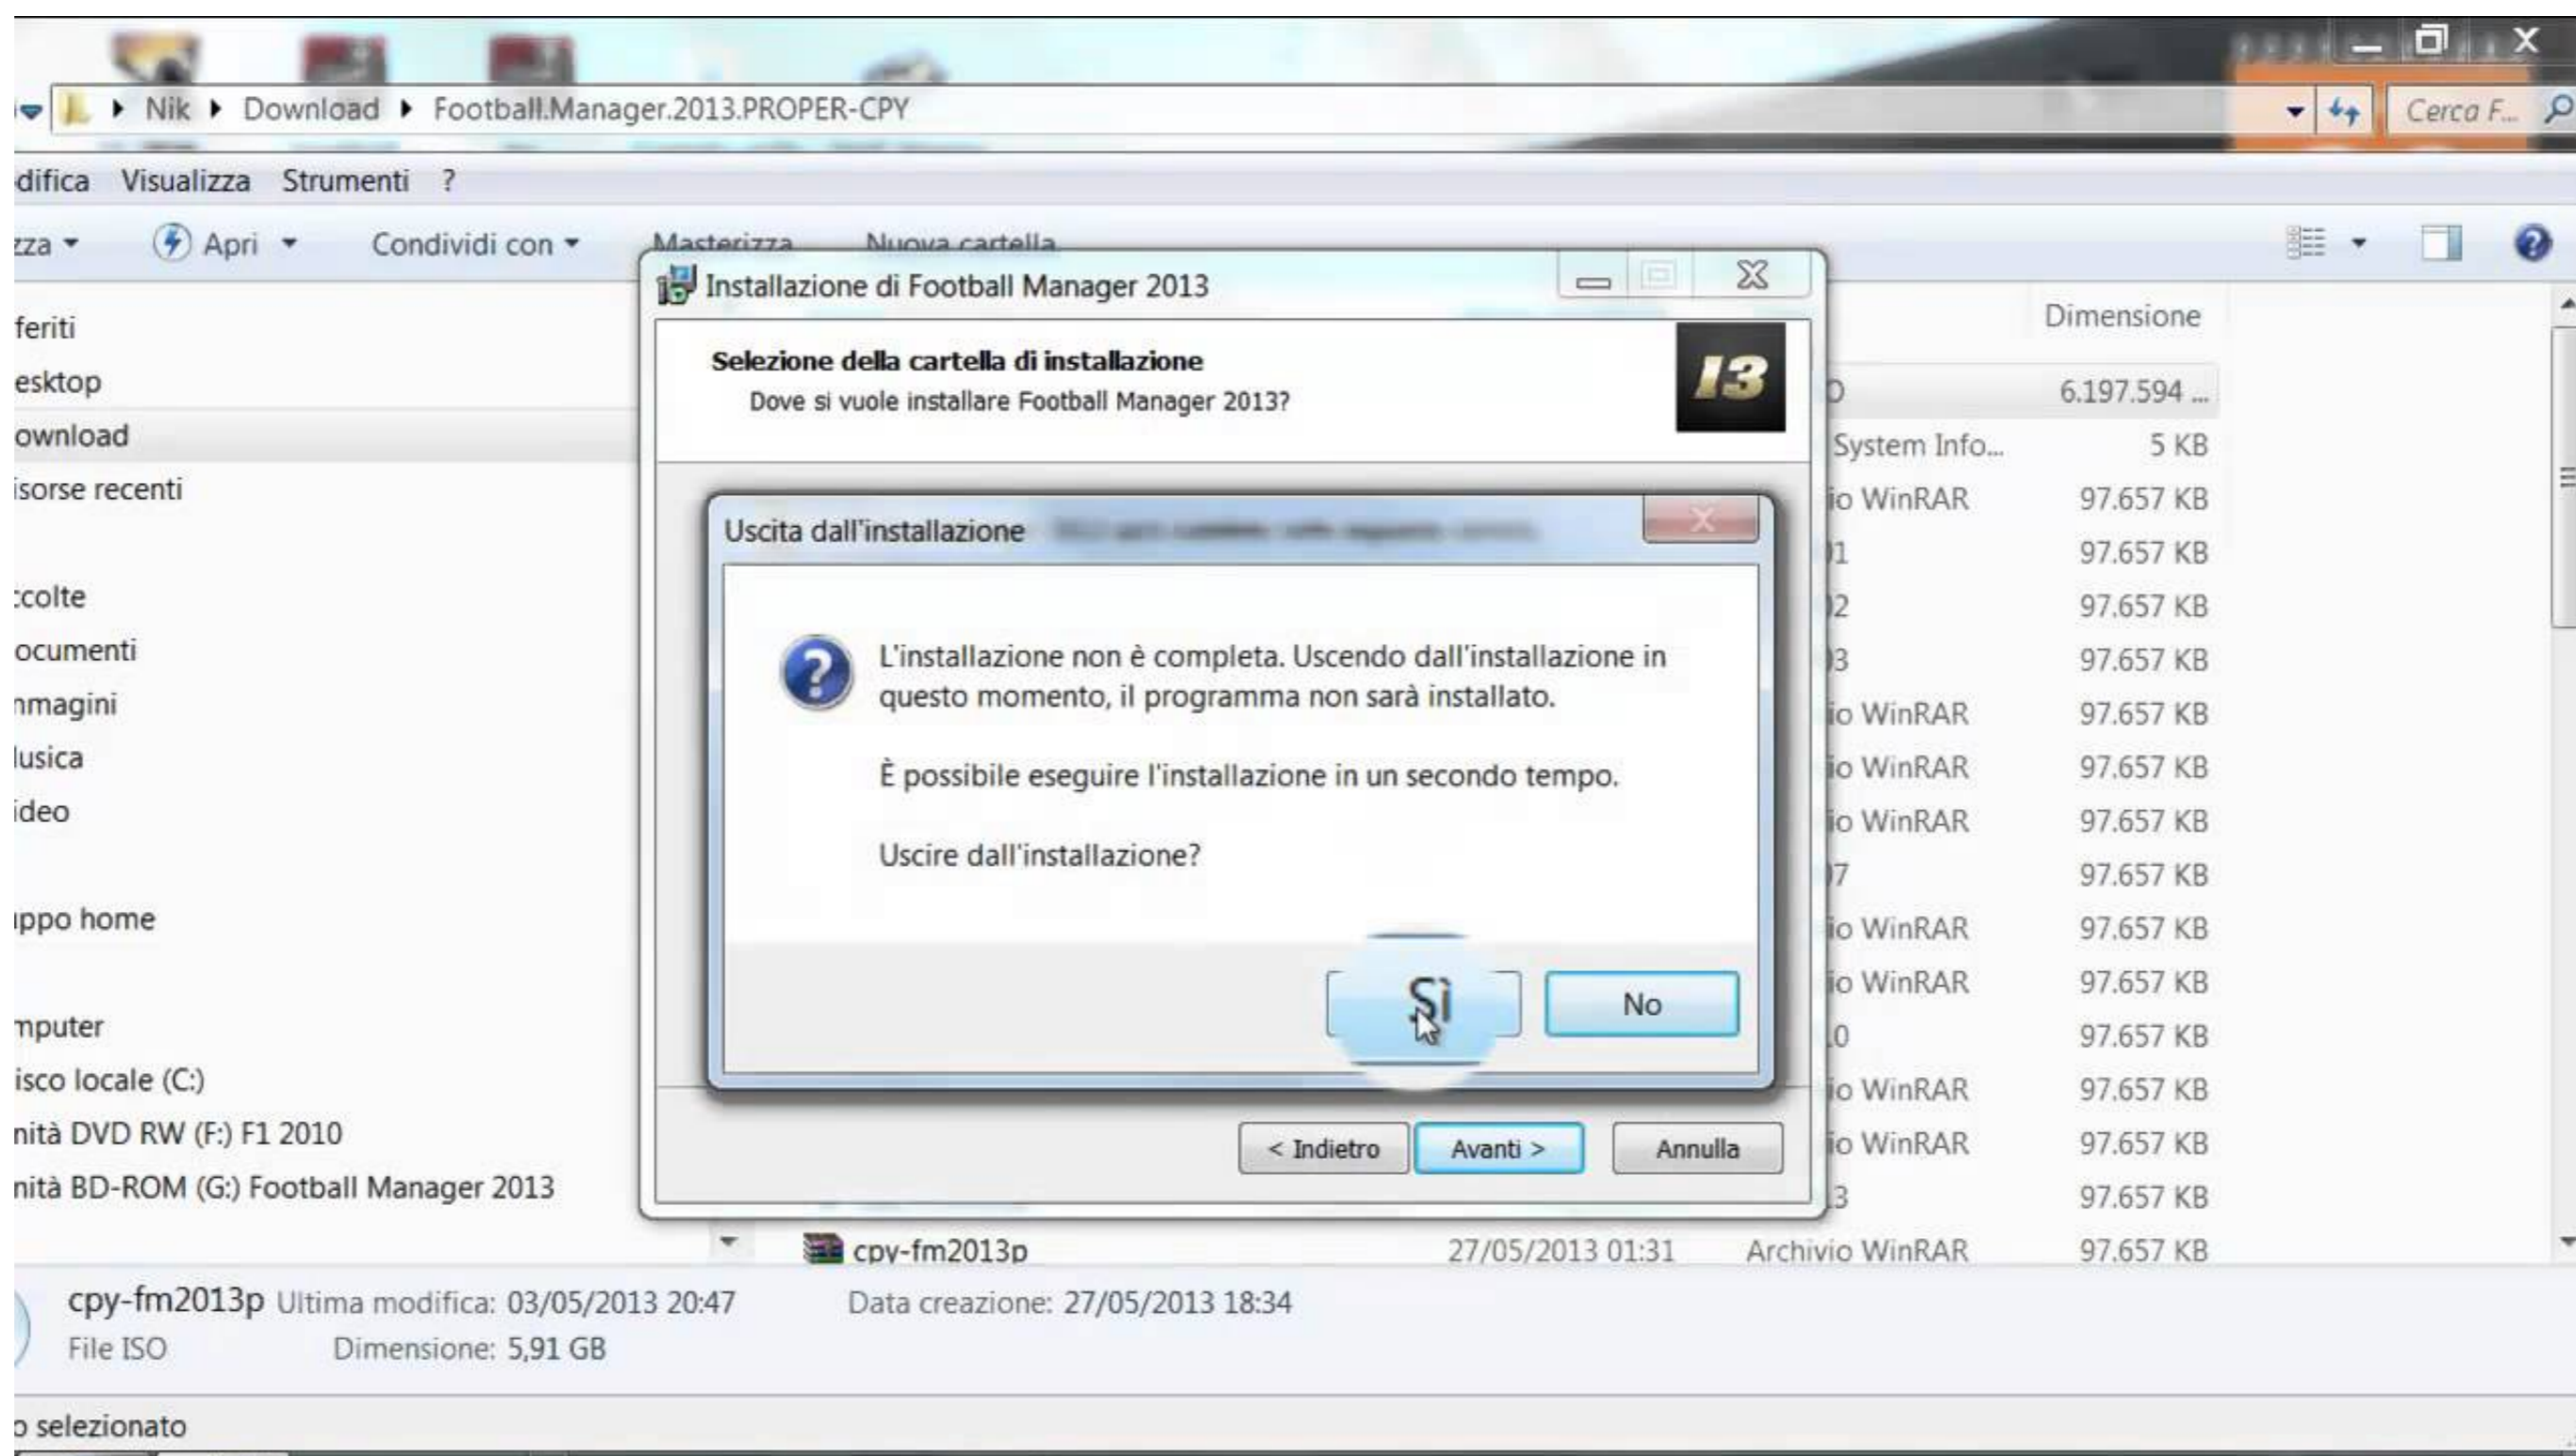 Nik Download Football.Manager.2013.PROPER-CPY
Cerca F...
difica Visualizza Strumenti ?
zza Apri Condividi con Masterizza Nuova cartella
Installazione di Football Manager 2013
Selezione della cartella di installazione
Dove si vuole installare Football Manager 2013?
13
Uscita dall'installazione
L'installazione non è completa. Uscendo dall'installazione in
questo momento, il programma non sarà installato.
È possibile eseguire l'installazione in un secondo tempo.
Uscire dall'installazione?
Sì
No
< Indietro
Avanti >
Annulla
feriti
esktop
ownload
isorse recenti
ccolte
ocumenti
mmagini
usica
ideo
uppo home
mputer
isco locale (C:)
nità DVD RW (F:) F1 2010
nità BD-ROM (G:) Football Manager 2013
Dimensione
O 6.197.594 ...
System Info... 5 KB
io WinRAR 97.657 KB
01 97.657 KB
02 97.657 KB
03 97.657 KB
io WinRAR 97.657 KB
io WinRAR 97.657 KB
io WinRAR 97.657 KB
07 97.657 KB
io WinRAR 97.657 KB
io WinRAR 97.657 KB
10 97.657 KB
io WinRAR 97.657 KB
io WinRAR 97.657 KB
13 97.657 KB
cpy-fm2013p 27/05/2013 01:31 Archivio WinRAR 97.657 KB
cpy-fm2013p Ultima modifica: 03/05/2013 20:47 Data creazione: 27/05/2013 18:34
File ISO Dimensione: 5,91 GB
o selezionato